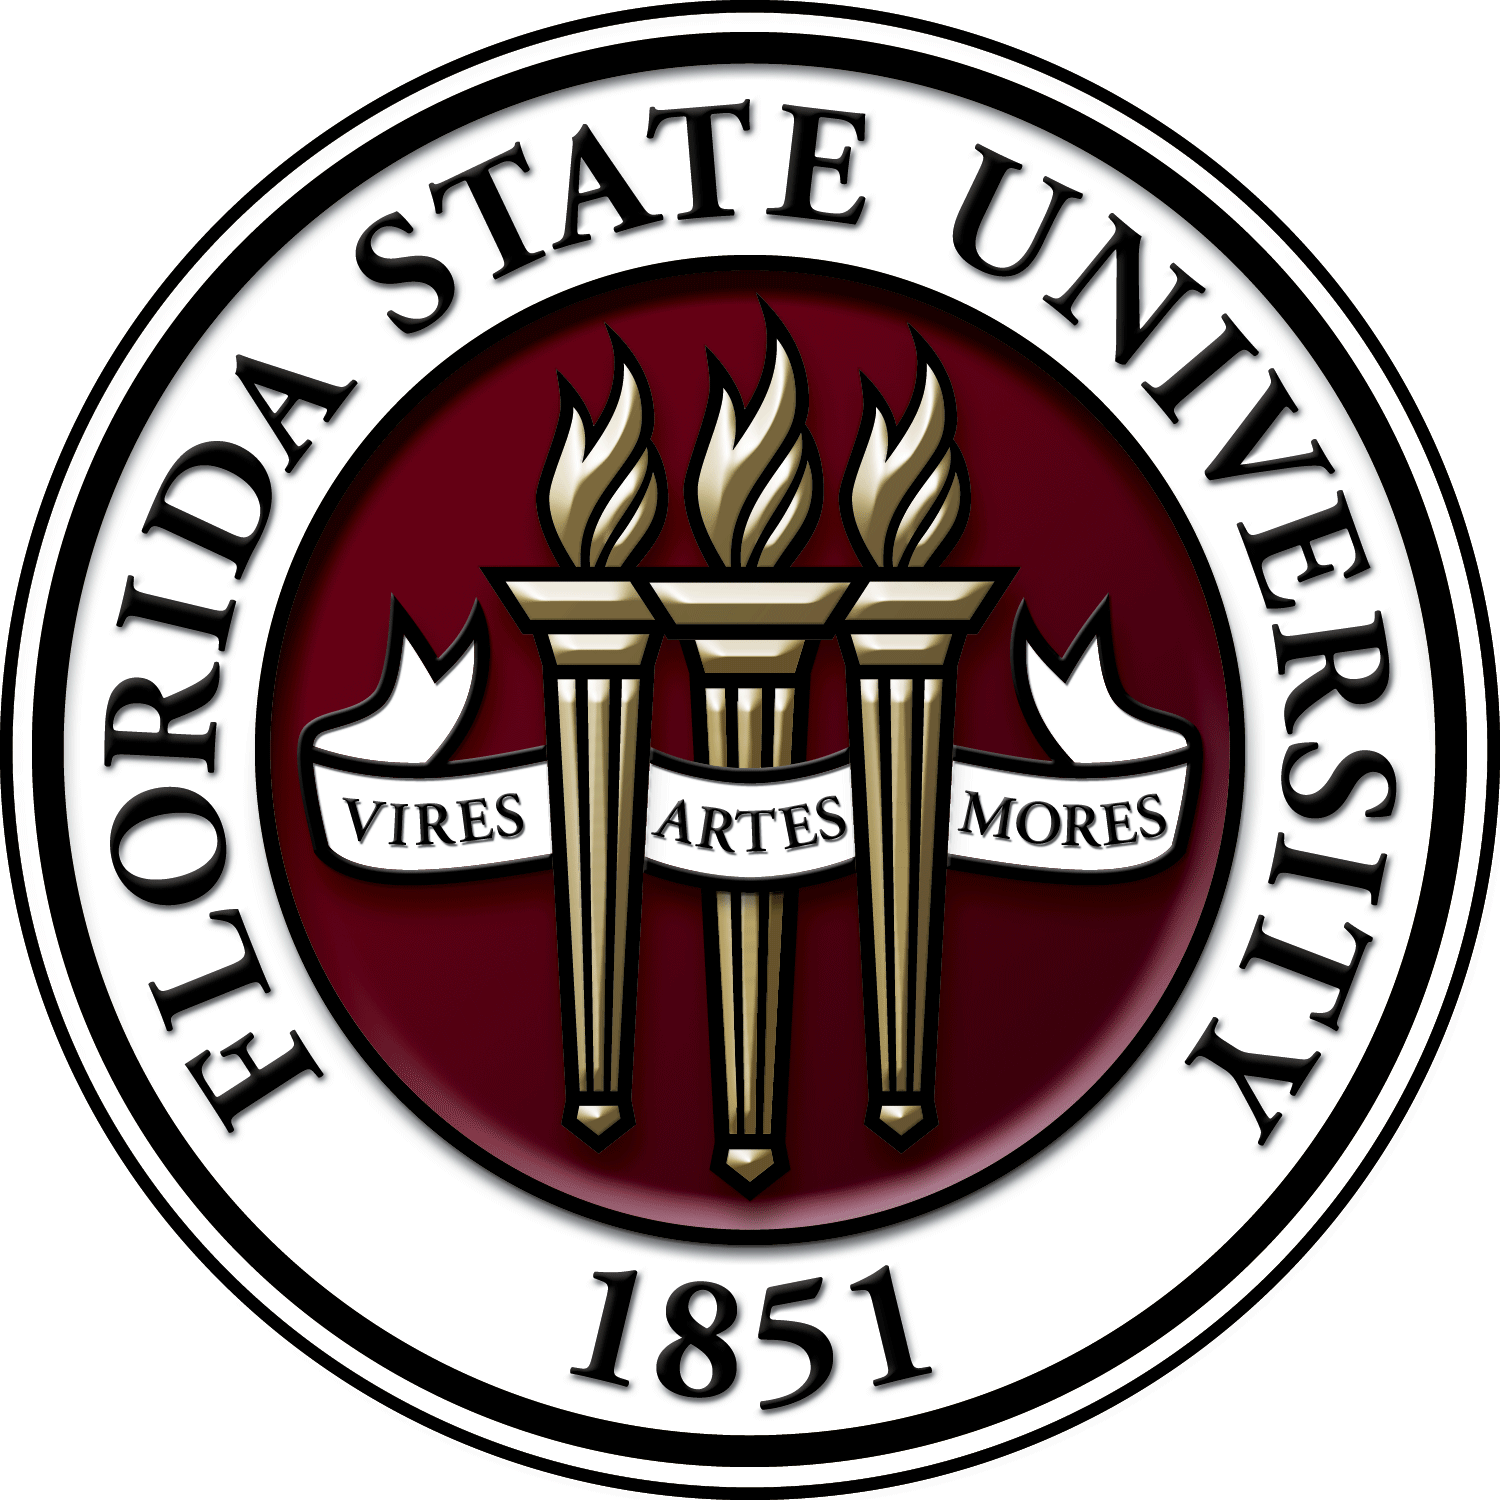 FLORIDA STATE UNIVERSITY
VIRES ARTES MORES
1851